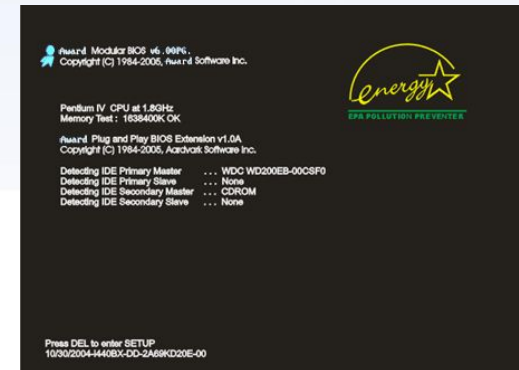 Award Modular BIOS v6.00PG.
Copyright (C) 1984-2005, Award Software Inc.
energy
EPA POLLUTION PREVENTER
Pentium IV CPU at 1.8GHz
Memory Test : 1638400K OK
Award Plug and Play BIOS Extension v1.0A
Copyright (C) 1984-2005, Aardvark Software Inc.
Detecting IDE Primary Master ... WDC WD200EB-00CSF0
Detecting IDE Primary Slave ... None
Detecting IDE Secondary Master ... CDROM
Detecting IDE Secondary Slave ... None
Press DEL to enter SETUP
10/30/2004-i440BX-DD-2A69KD20E-00